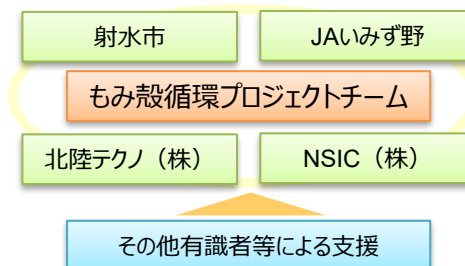 射水市
JAいみず野
もみ殻循環プロジェクトチーム
北陸テクノ（株）
NSIC（株）
その他有識者等による支援